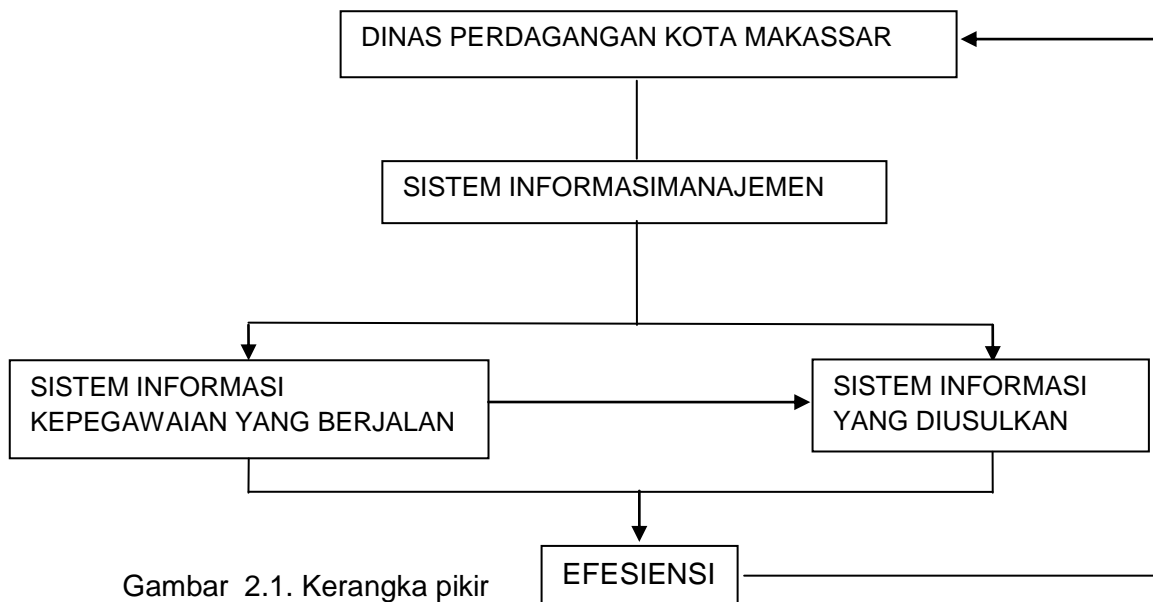 DINAS PERDAGANGAN KOTA MAKASSAR
SISTEM INFORMASIMANAJEMEN
SISTEM INFORMASI
KEPEGAWAIAN YANG BERJALAN
SISTEM INFORMASI
YANG DIUSULKAN
EFESIENSI
Gambar 2.1. Kerangka pikir